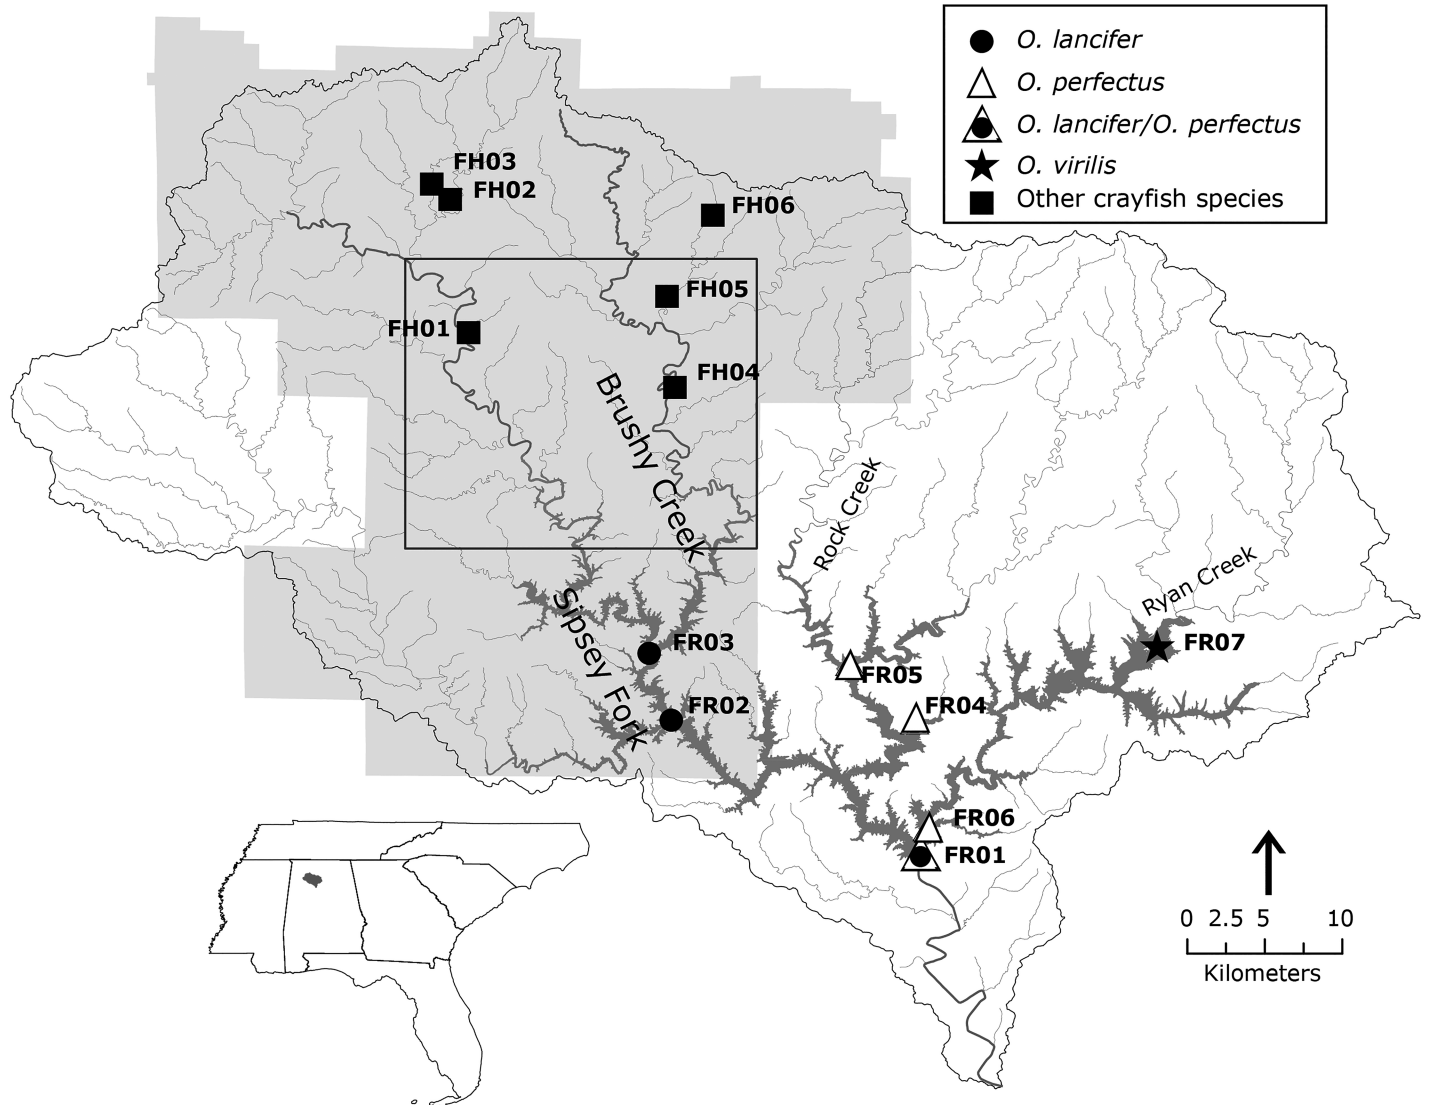 O. lancifer
O. perfectus
O. lancifer/O. perfectus
O. virilis
Other crayfish species
FH03
FH02
FH06
FH05
FH01
FH04
Brushy Creek
Rock Creek
Ryan Creek
Sipsey Fork
FR03
FR07
FR05
FR02
FR04
FR06
FR01
0 2.5 5 10
Kilometers